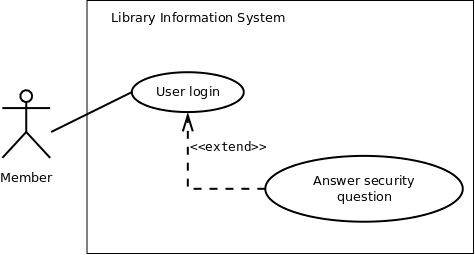 Library Information System
User login
<<extend>>
Member
Answer security
question